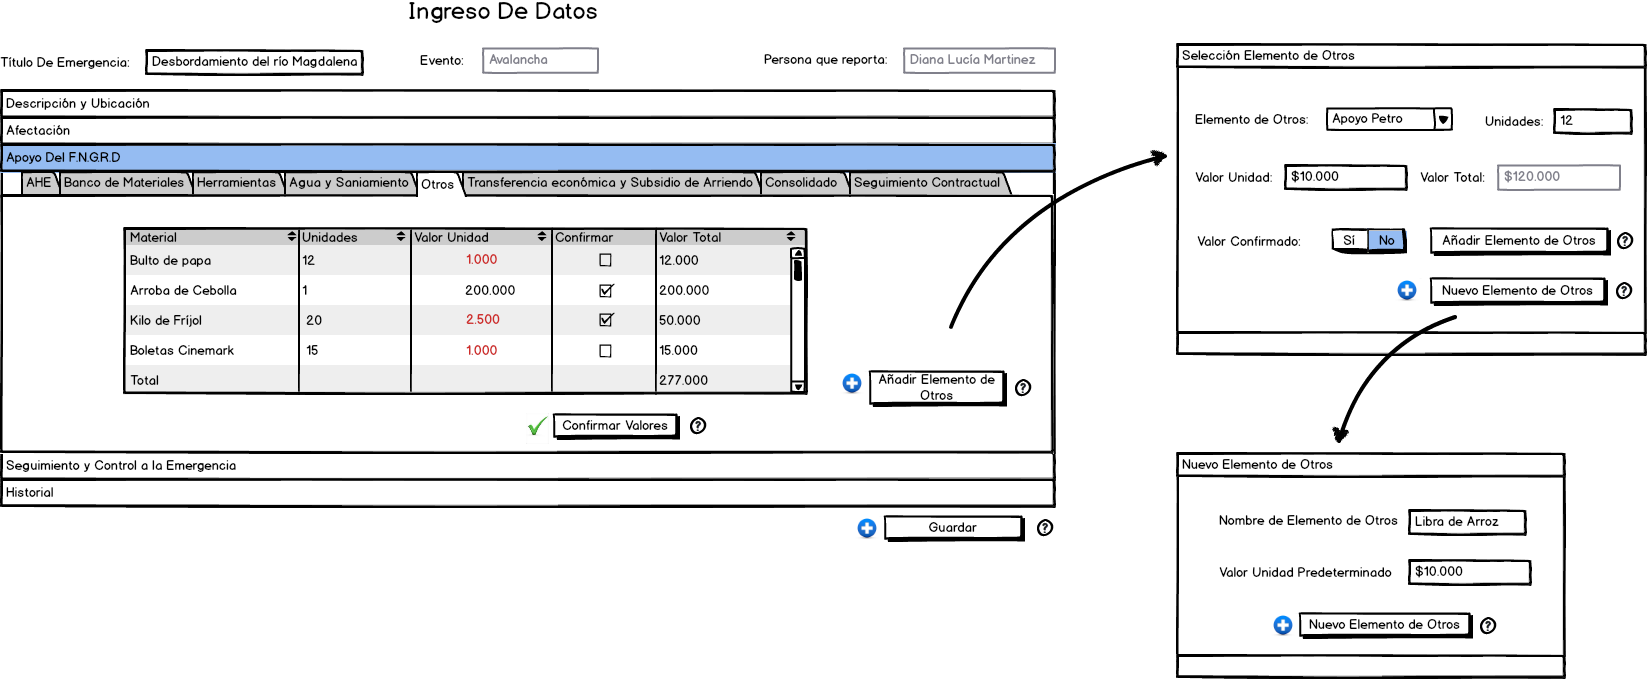 Ingreso De Datos
Título De Emergencia: Desbordamiento del río Magdalena Evento: Avalancha Persona que reporta: Diana Lucía Martinez
Descripción y Ubicación
Afectación
Apoyo Del F.N.G.R.D
AHE Banco de Materiales Herramientas Agua y Saniamiento Otros Transferencia económica y Subsidio de Arriendo Consolidado Seguimiento Contractual
Material Unidades Valor Unidad Confirmar Valor Total
Bulto de papa 12 1.000 12.000
Arroba de Cebolla 1 200.000 200.000
Kilo de Fríjol 20 2.500 50.000
Boletas Cinemark 15 1.000 15.000
Total 277.000
Añadir Elemento de
Otros ?
Confirmar Valores ?
Seguimiento y Control a la Emergencia
Historial
Guardar ?
Selección Elemento de Otros
Elemento de Otros: Apoyo Petro Unidades: 12
Valor Unidad: $10.000 Valor Total: $120.000
Valor Confirmado: Sí No Añadir Elemento de Otros ?
Nuevo Elemento de Otros ?
Nuevo Elemento de Otros
Nombre de Elemento de Otros Libra de Arroz
Valor Unidad Predeterminado $10.000
Nuevo Elemento de Otros ?